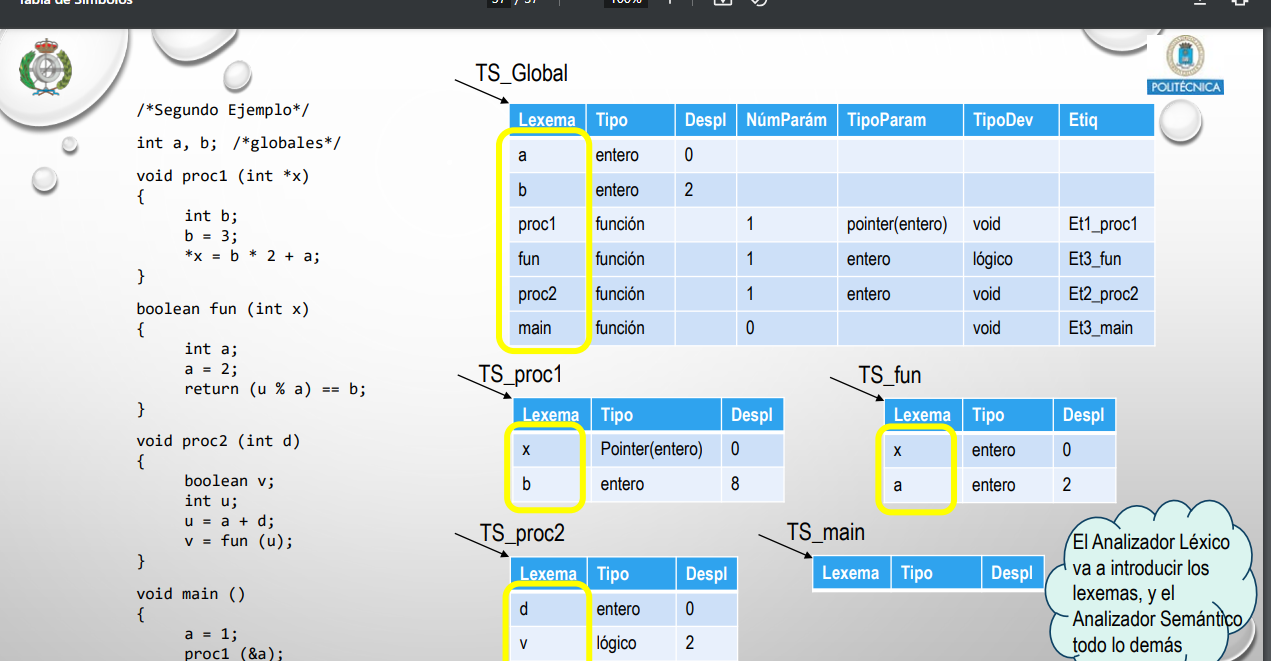 Tabla de Símbolos
37 / 37
100%
POLITÉCNICA
/*Segundo Ejemplo*/
int a, b; /*globales*/
void proc1 (int *x)
{
int b;
b = 3;
*x = b * 2 + a;
}
boolean fun (int x)
{
int a;
a = 2;
return (u % a) == b;
}
void proc2 (int d)
{
boolean v;
int u;
u = a + d;
v = fun (u);
}
void main ()
{
a = 1;
proc1 (&a);
TS_Global
Lexema Tipo Despl NúmParám TipoParam TipoDev Etiq
a entero 0
b entero 2
proc1 función 1 pointer(entero) void Et1_proc1
fun función 1 entero lógico Et3_fun
proc2 función 1 entero void Et2_proc2
main función 0 void Et3_main
TS_proc1
Lexema Tipo Despl
x Pointer(entero) 0
b entero 8
TS_fun
Lexema Tipo Despl
x entero 0
a entero 2
TS_proc2
Lexema Tipo Despl
d entero 0
v lógico 2
TS_main
Lexema Tipo Despl
El Analizador Léxico
va a introducir los
lexemas, y el
Analizador Semántico
todo lo demás